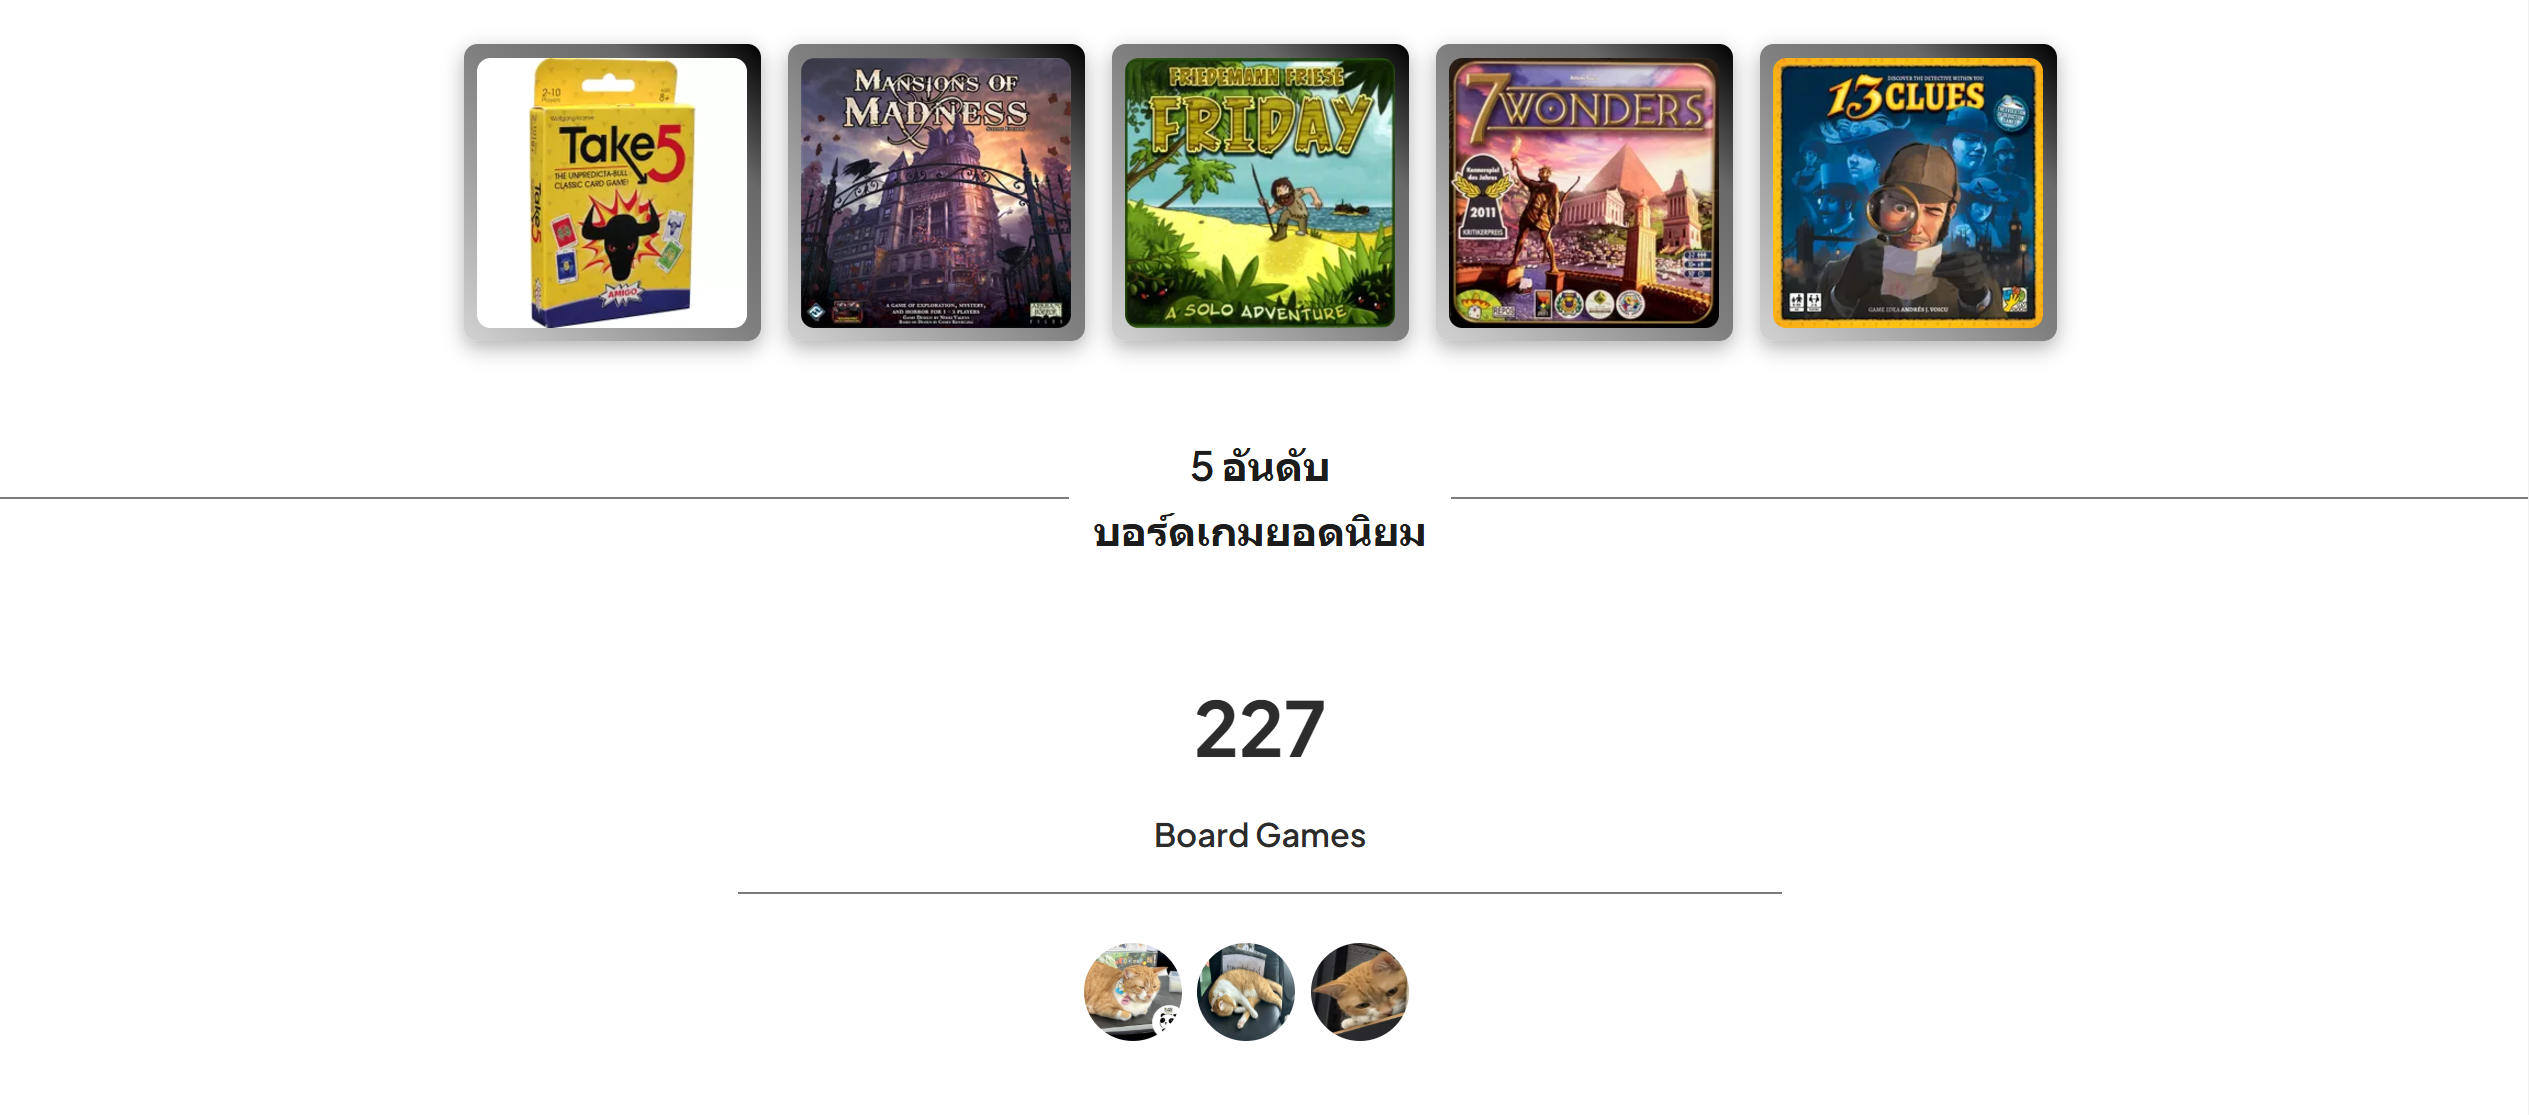 2-10
Players
8+
Wolfgang Kramer
Take5
THE UNPREDICTA-BULL
CLASSIC CARD GAME!
Take5
AMIGO
MANSIONS OF
MADNESS
SECOND EDITION
A GAME OF EXPLORATION, MYSTERY,
AND HORROR FOR 1-5 PLAYERS
FRIEDEMANN FRIESE
FRIDAY
A SOLO ADVENTURE
7WONDERS
Kennerspiel
des Jahres
2011
KRITIKERPREIS
REPOS
DISCOVER THE DETECTIVE WITHIN YOU
13 CLUES
GAME IDEA ANDRÉS J. VOICU
5 อันดับ
บอร์ดเกมยอดนิยม
227
Board Games